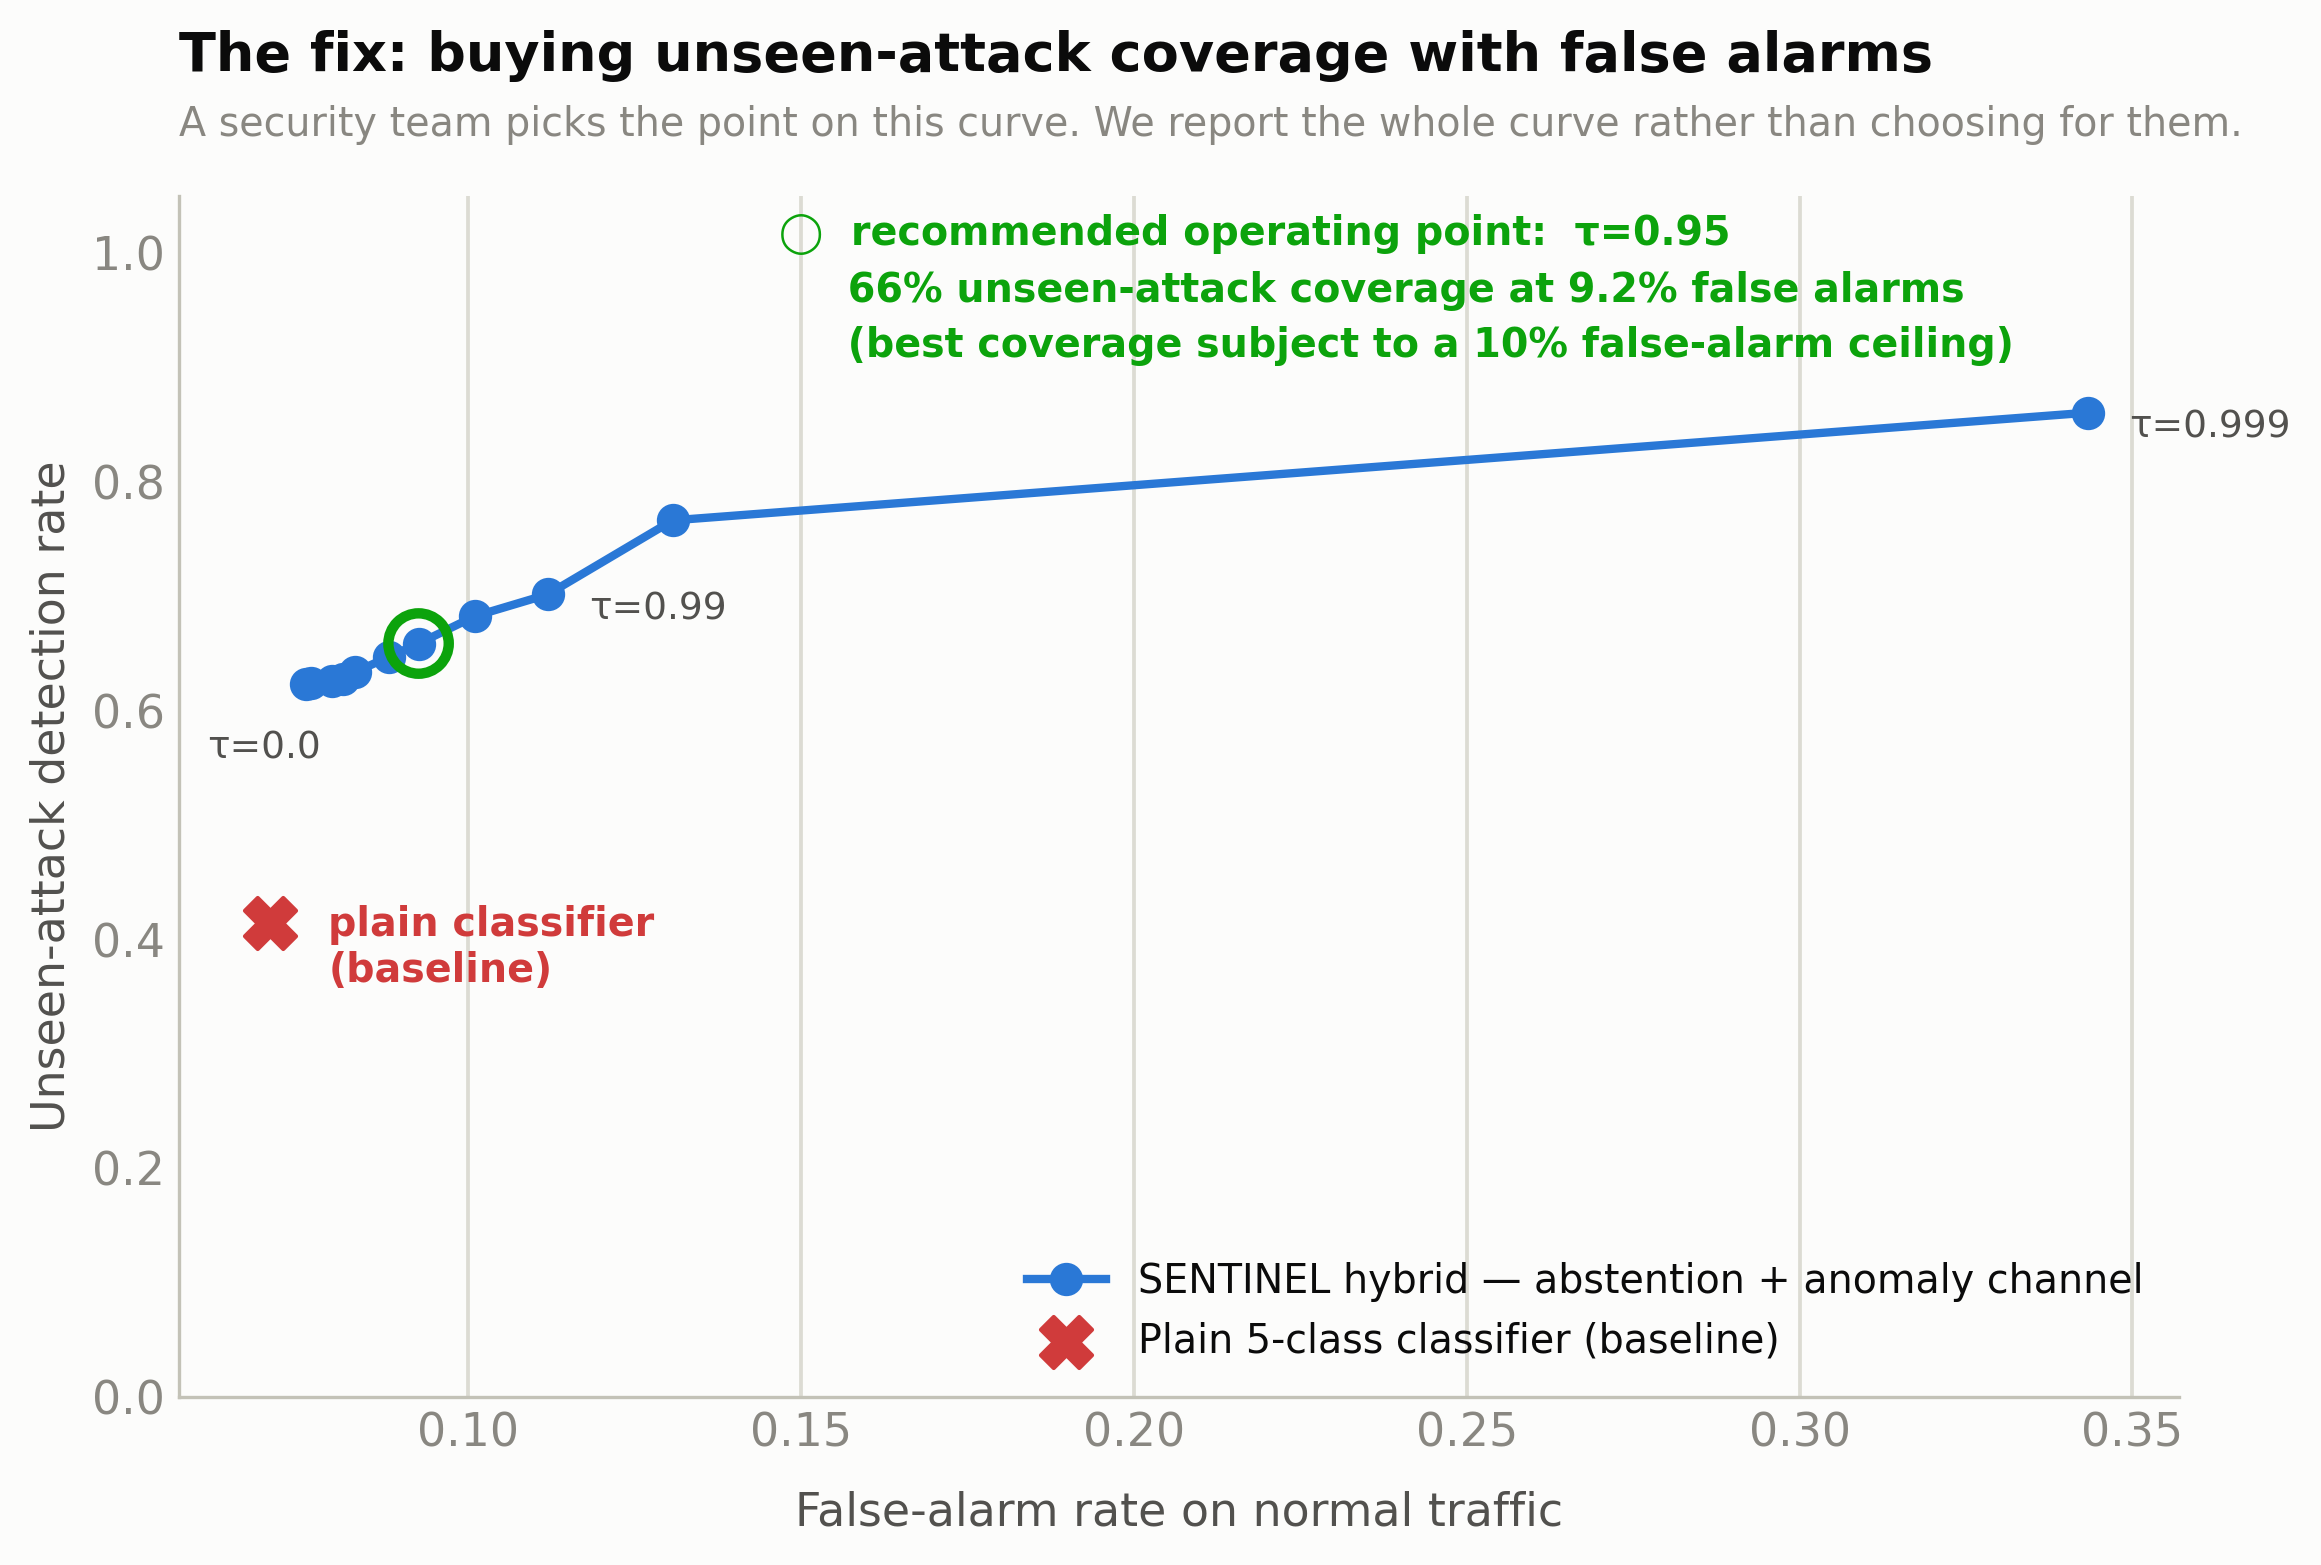 The fix: buying unseen-attack coverage with false alarms
A security team picks the point on this curve. We report the whole curve rather than choosing for them.
○ recommended operating point: τ=0.95
66% unseen-attack coverage at 9.2% false alarms
(best coverage subject to a 10% false-alarm ceiling)
Unseen-attack detection rate
1.0
0.8
0.6
0.4
0.2
0.0
τ=0.999
τ=0.99
τ=0.0
plain classifier
(baseline)
SENTINEL hybrid — abstention + anomaly channel
Plain 5-class classifier (baseline)
0.10 0.15 0.20 0.25 0.30 0.35
False-alarm rate on normal traffic